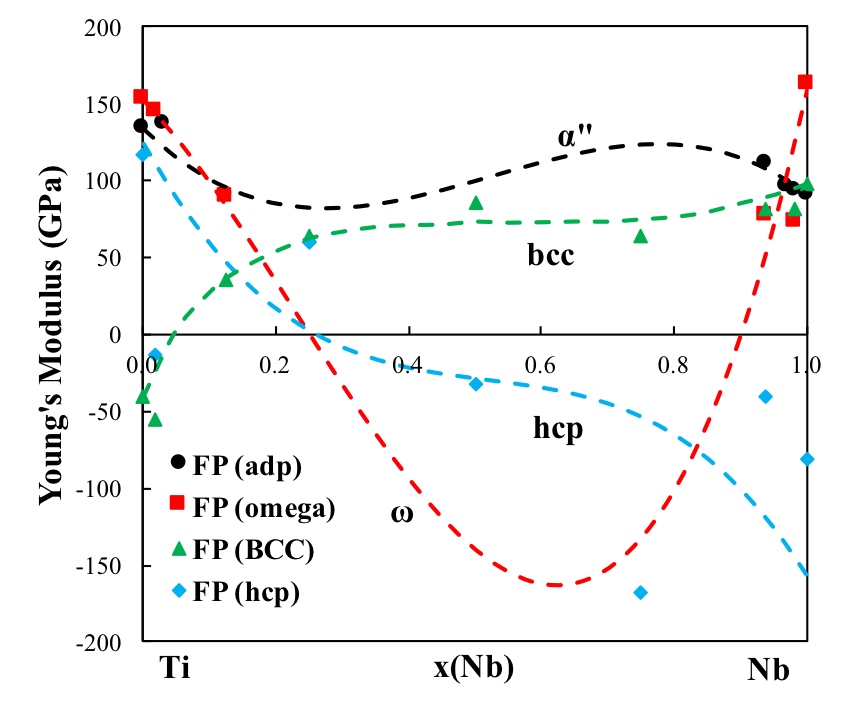 200
150
100
50
0
-50
-100
-150
-200
Young's Modulus (GPa)
α"
bcc
hcp
ω
0.0
0.2
0.4
0.6
0.8
1.0
FP (adp)
FP (omega)
FP (BCC)
FP (hcp)
Ti
x(Nb)
Nb